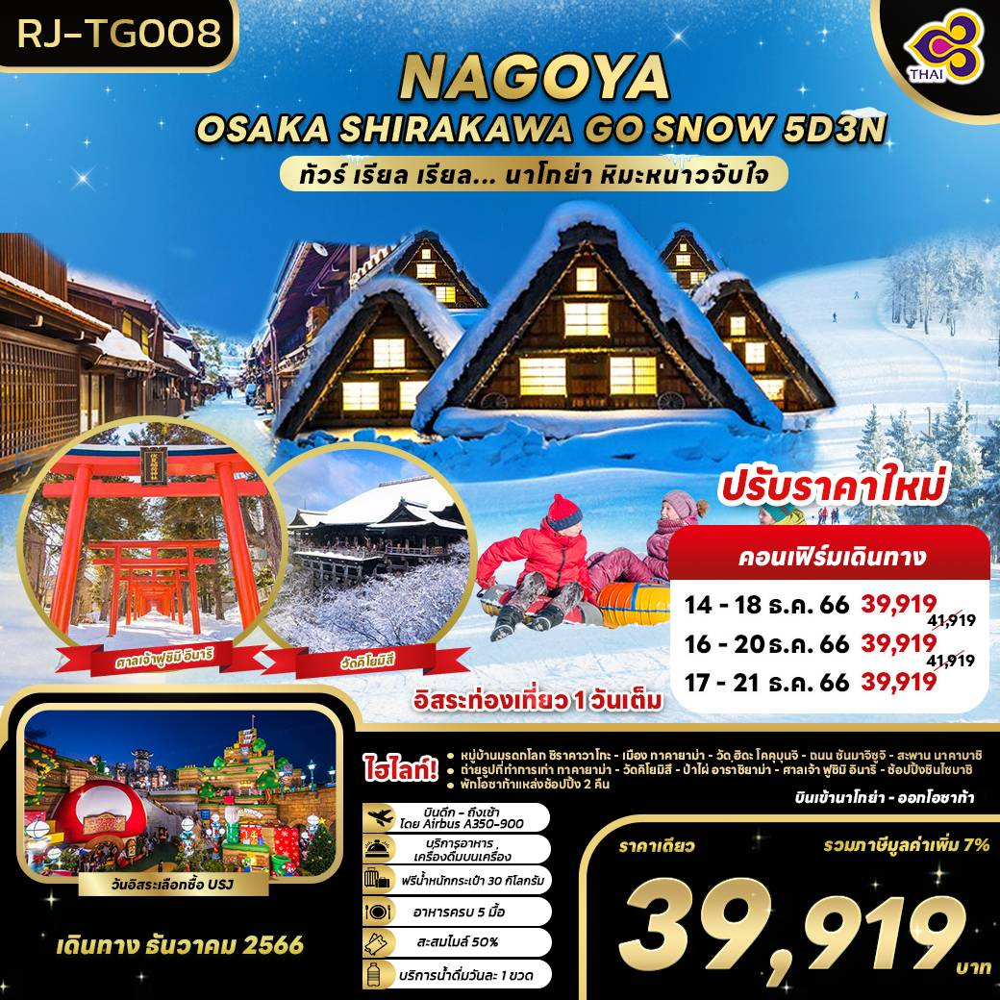 RJ-TG008
THAI
NAGOYA
OSAKA SHIRAKAWA GO SNOW 5D3N
ทัวร์ เรียล เรียล... นาโกย่า หิมะหนาวจับใจ
伏見稲荷神社
ปรับราคาใหม่
คอนเฟิร์มเดินทาง
14 - 18 ธ.ค. 66 39,919
41,919
16 - 20 ธ.ค. 66 39,919
41,919
17 - 21 ธ.ค. 66 39,919
ศาลเจ้าฟูชิมิ อินาริ
วัดคิโยมิสึ
อิสระท่องเที่ยว 1 วันเต็ม
ไฮไลท์!
• หมู่บ้านมรดกโลก ชิราคาวาโกะ - เมือง ทาคายาม่า - วัด ฮิดะ โคคุบุนจิ - ถนน ซันมาจิซูจิ - สะพาน นาคาบาชิ
• ถ่ายรูปที่ทำการเก่า ทาคายาม่า - วัดคิโยมิสึ - ป่าไผ่ อาราชิยาม่า - ศาลเจ้า ฟูชิมิ อินาริ - ช้อปปิ้งชินไซบาชิ
• พักโอซาก้าแหล่งช้อปปิ้ง 2 คืน
บินเข้านาโกย่า - ออกโอซาก้า
บินดึก - ถึงเช้า
โดย Airbus A350-900
บริการอาหาร ,
เครื่องดื่มบนเครื่อง
ฟรีน้ำหนักกระเป๋า 30 กิโลกรัม
อาหารครบ 5 มื้อ
สะสมไมล์ 50%
บริการน้ำดื่มวันละ 1 ขวด
วันอิสระเลือกซื้อ USJ
เดินทาง ธันวาคม 2566
ราคาเดียว
รวมภาษีมูลค่าเพิ่ม 7%
39,919 บาท